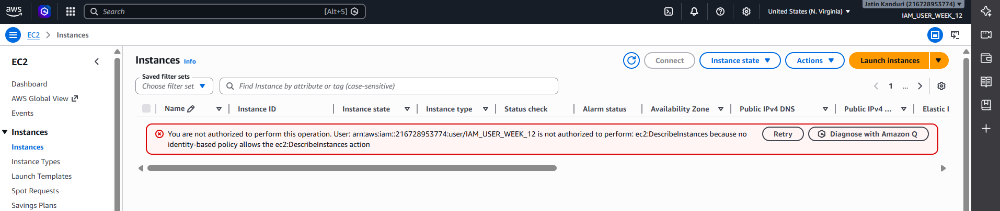 aws
Search
[Alt+S]
United States (N. Virginia)
Jatin Kanduri (216728953774)
IAM_USER_WEEK_12
EC2
Instances
EC2
Dashboard
AWS Global View
Events
Instances
Instances
Instance Types
Launch Templates
Spot Requests
Savings Plans
Instances
Info
Connect
Instance state
Actions
Launch instances
Saved filter sets
Choose filter set
Find Instance by attribute or tag (case-sensitive)
1
...
Name
Instance ID
Instance state
Instance type
Status check
Alarm status
Availability Zone
Public IPv4 DNS
Public IPv4 ...
Elastic I
You are not authorized to perform this operation. User: arn:aws:iam::216728953774:user/IAM_USER_WEEK_12 is not authorized to perform: ec2:DescribeInstances because no
identity-based policy allows the ec2:DescribeInstances action
Retry
Diagnose with Amazon Q